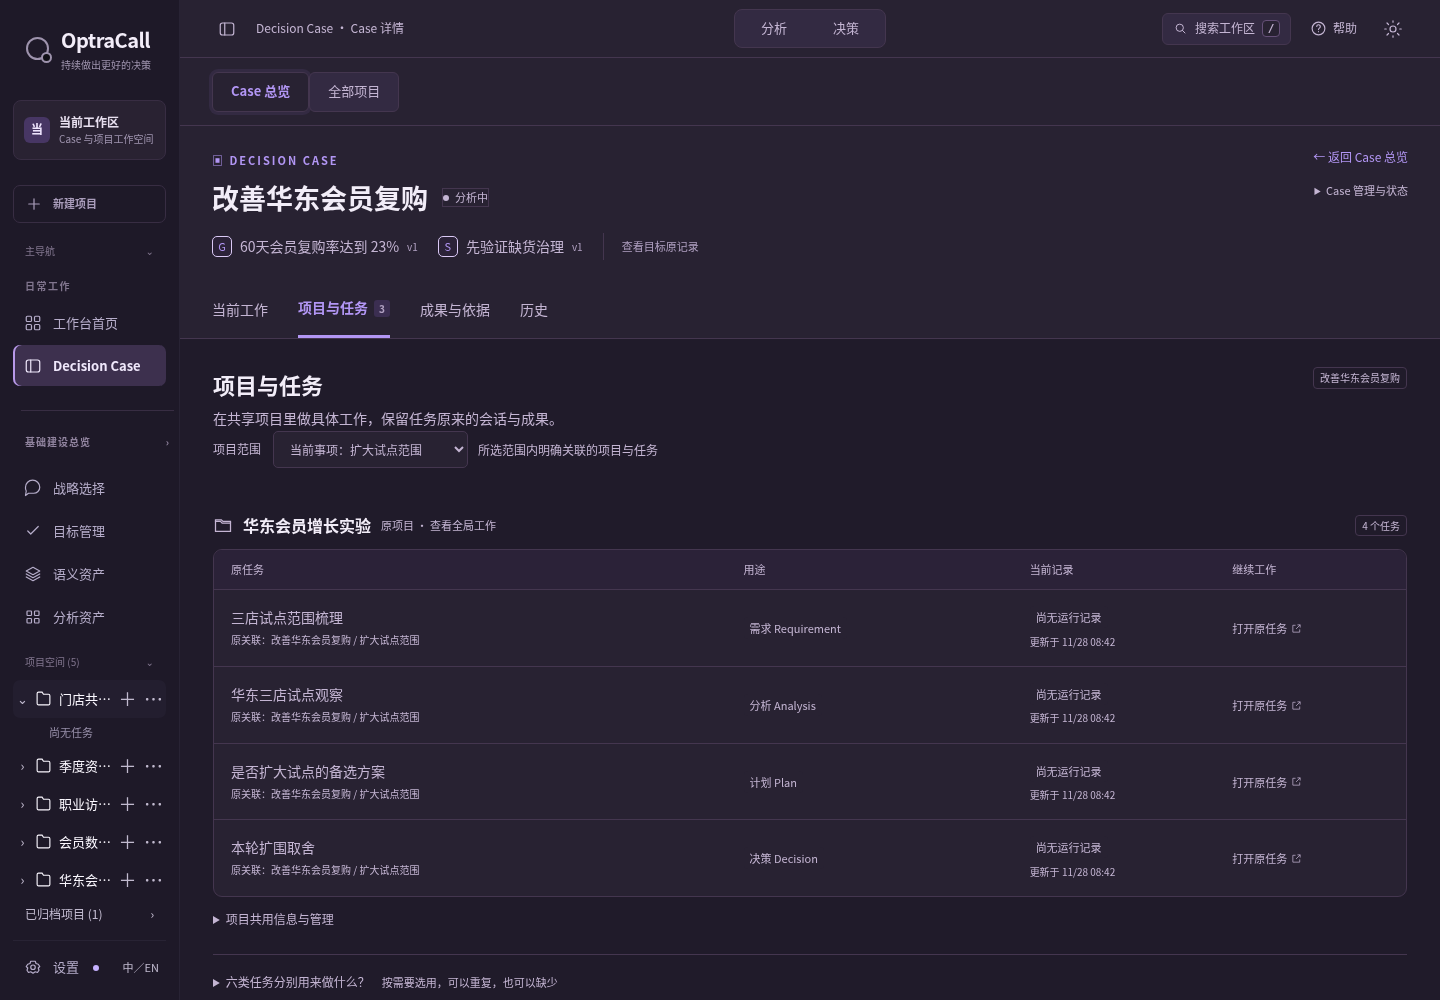 OptraCall
持续做出更好的决策
当 当前工作区
Case 与项目工作空间
新建项目
主导航
日常工作
工作台首页
Decision Case
基础建设总览
战略选择
目标管理
语义资产
分析资产
项目空间 (5)
门店共···
尚无任务
季度资···
职业访···
会员数···
华东会···
已归档项目 (1)
设置 中／EN
Decision Case · Case 详情
分析 决策
搜索工作区 /
帮助
Case 总览 全部项目
DECISION CASE
← 返回 Case 总览
改善华东会员复购 分析中
Case 管理与状态
G 60天会员复购率达到 23% v1 S 先验证缺货治理 v1 查看目标原记录
当前工作 项目与任务 3 成果与依据 历史
项目与任务
改善华东会员复购
在共享项目里做具体工作，保留任务原来的会话与成果。
项目范围 当前事项：扩大试点范围 所选范围内明确关联的项目与任务
华东会员增长实验 原项目 · 查看全局工作 4 个任务
原任务 用途 当前记录 继续工作
三店试点范围梳理
原关联：改善华东会员复购 / 扩大试点范围
需求 Requirement
尚无运行记录
更新于 11/28 08:42
打开原任务
华东三店试点观察
原关联：改善华东会员复购 / 扩大试点范围
分析 Analysis
尚无运行记录
更新于 11/28 08:42
打开原任务
是否扩大试点的备选方案
原关联：改善华东会员复购 / 扩大试点范围
计划 Plan
尚无运行记录
更新于 11/28 08:42
打开原任务
本轮扩围取舍
原关联：改善华东会员复购 / 扩大试点范围
决策 Decision
尚无运行记录
更新于 11/28 08:42
打开原任务
项目共用信息与管理
六类任务分别用来做什么？ 按需要选用，可以重复，也可以缺少